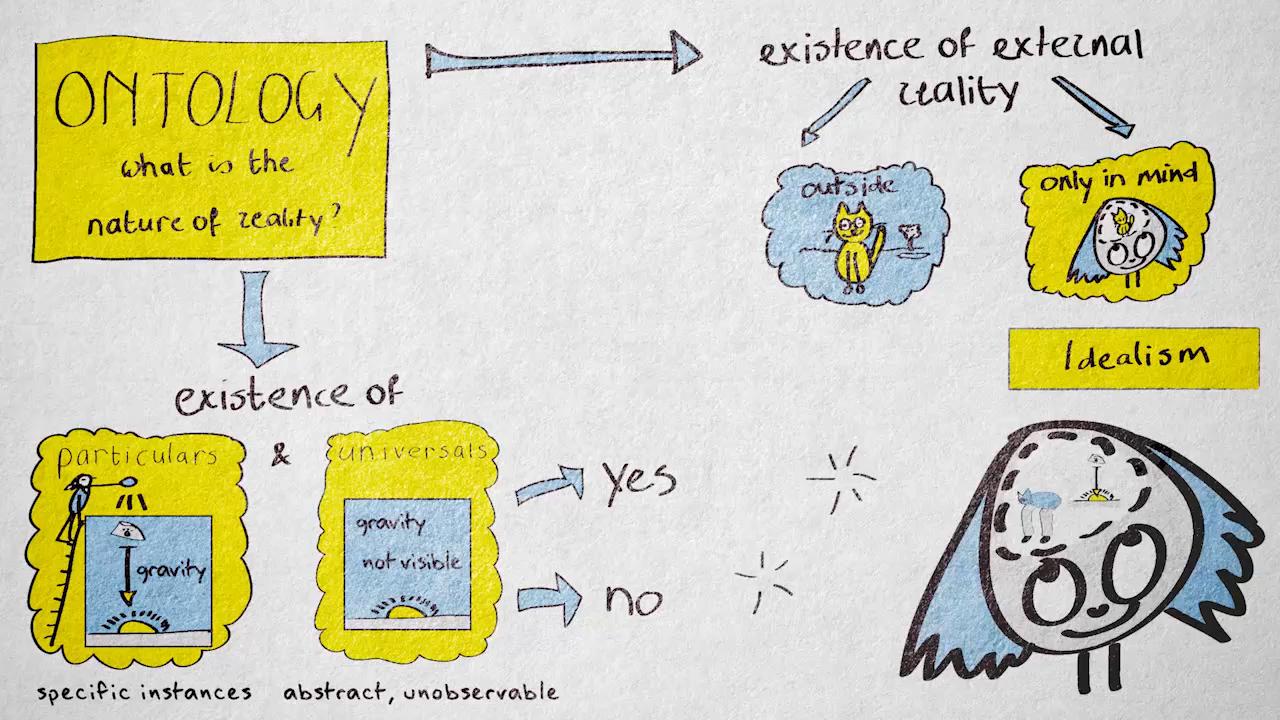 ONTOLOGY
what is the
nature of reality?
existence of external
reality
outside
only in mind
Idealism
existence of
particulars
&
universals
gravity
gravity
not visible
yes
no
specific instances
abstract, unobservable